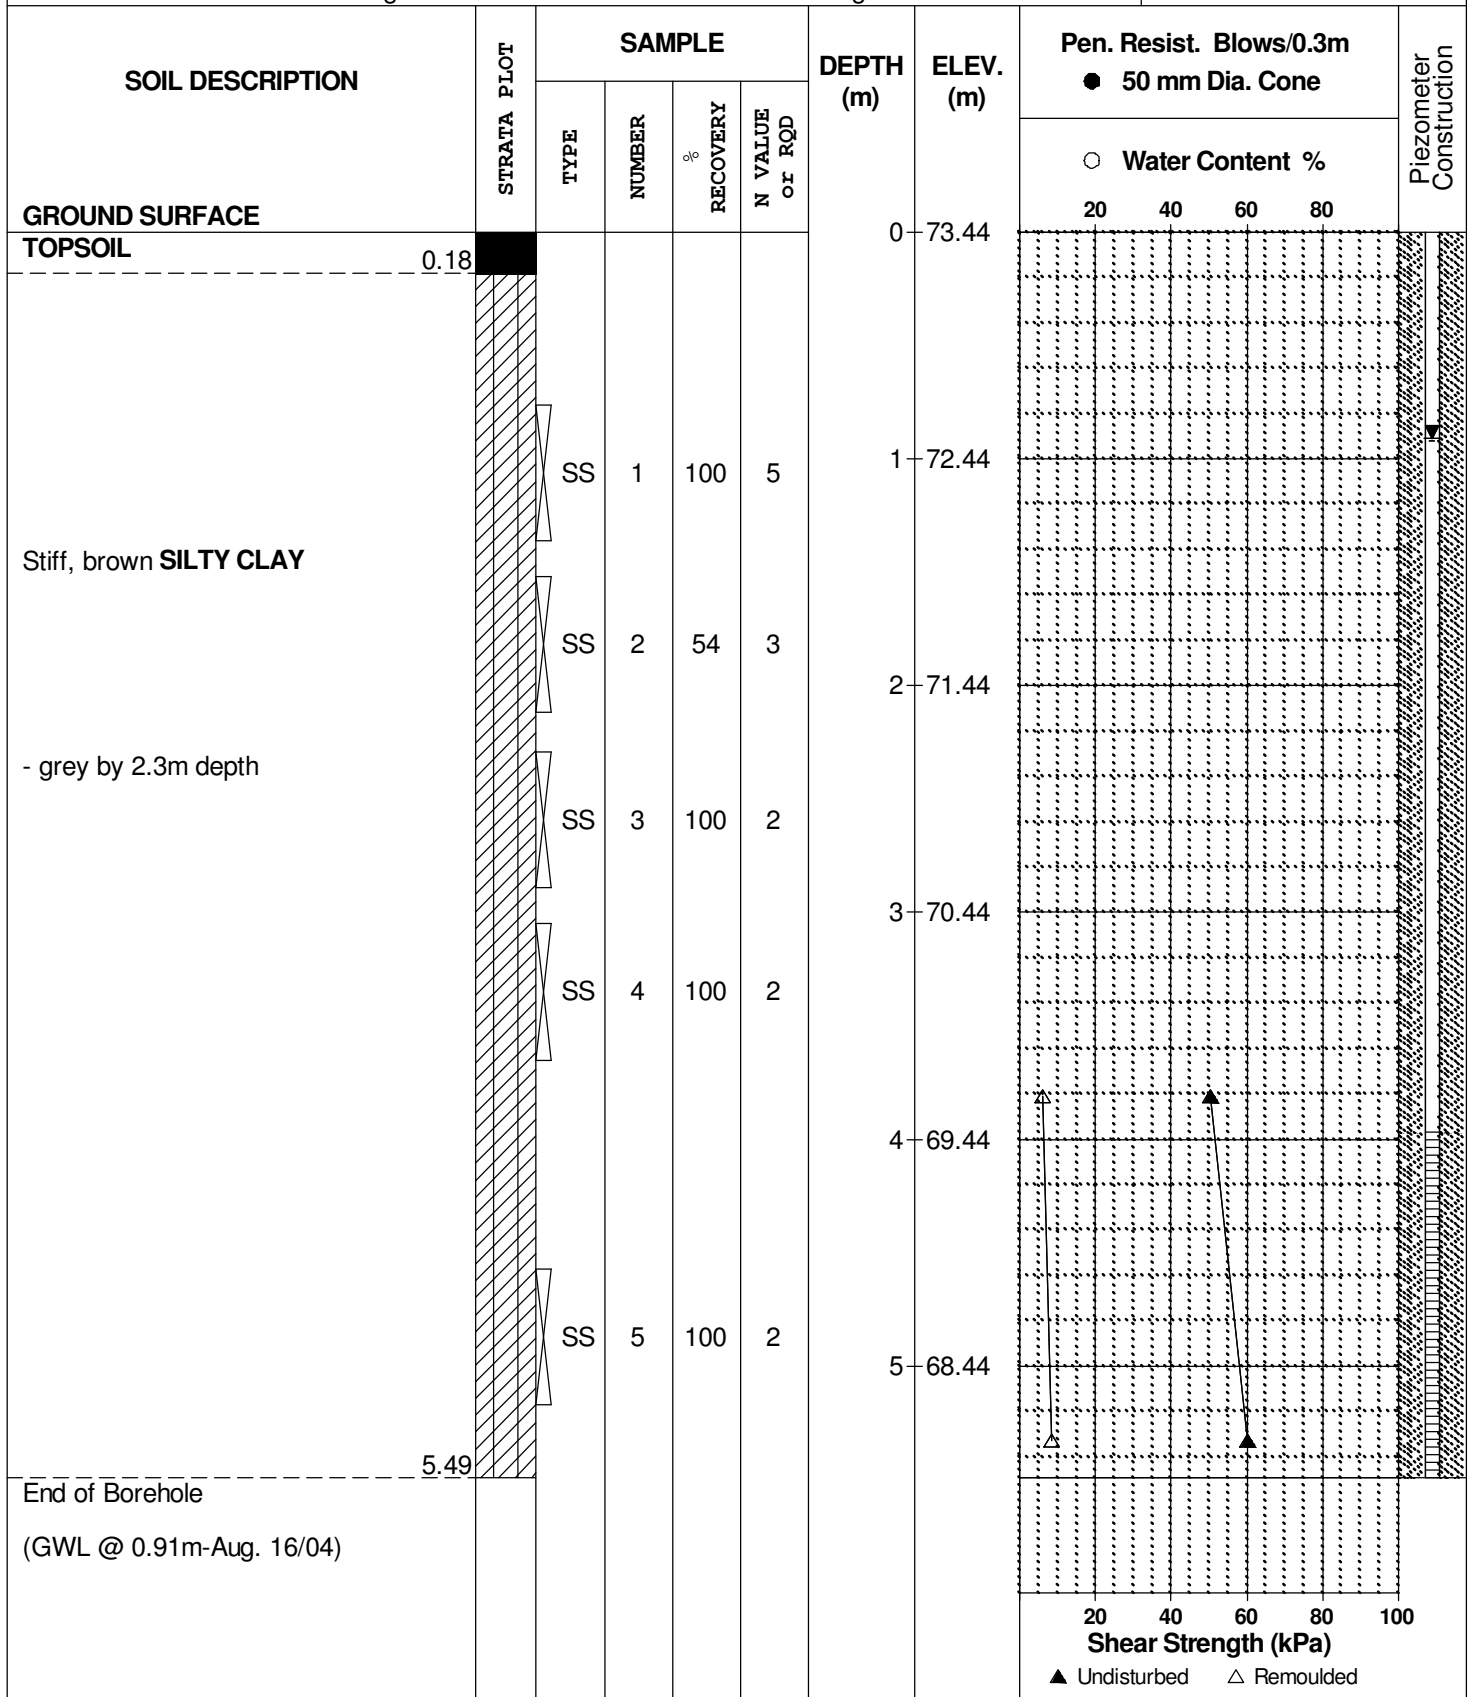 SOIL DESCRIPTION
GROUND SURFACE
STRATA PLOT
SAMPLE
TYPE
NUMBER
%
RECOVERY
N VALUE
or RQD
DEPTH
(m)
ELEV.
(m)
Pen. Resist. Blows/0.3m
● 50 mm Dia. Cone
○ Water Content %
20 40 60 80
Piezometer
Construction
TOPSOIL
0.18
0 73.44
SS 1 100 5
1 72.44
Stiff, brown SILTY CLAY
SS 2 54 3
2 71.44
- grey by 2.3m depth
SS 3 100 2
3 70.44
SS 4 100 2
4 69.44
SS 5 100 2
5 68.44
5.49
End of Borehole
(GWL @ 0.91m-Aug. 16/04)
20 40 60 80 100
Shear Strength (kPa)
▲ Undisturbed △ Remoulded